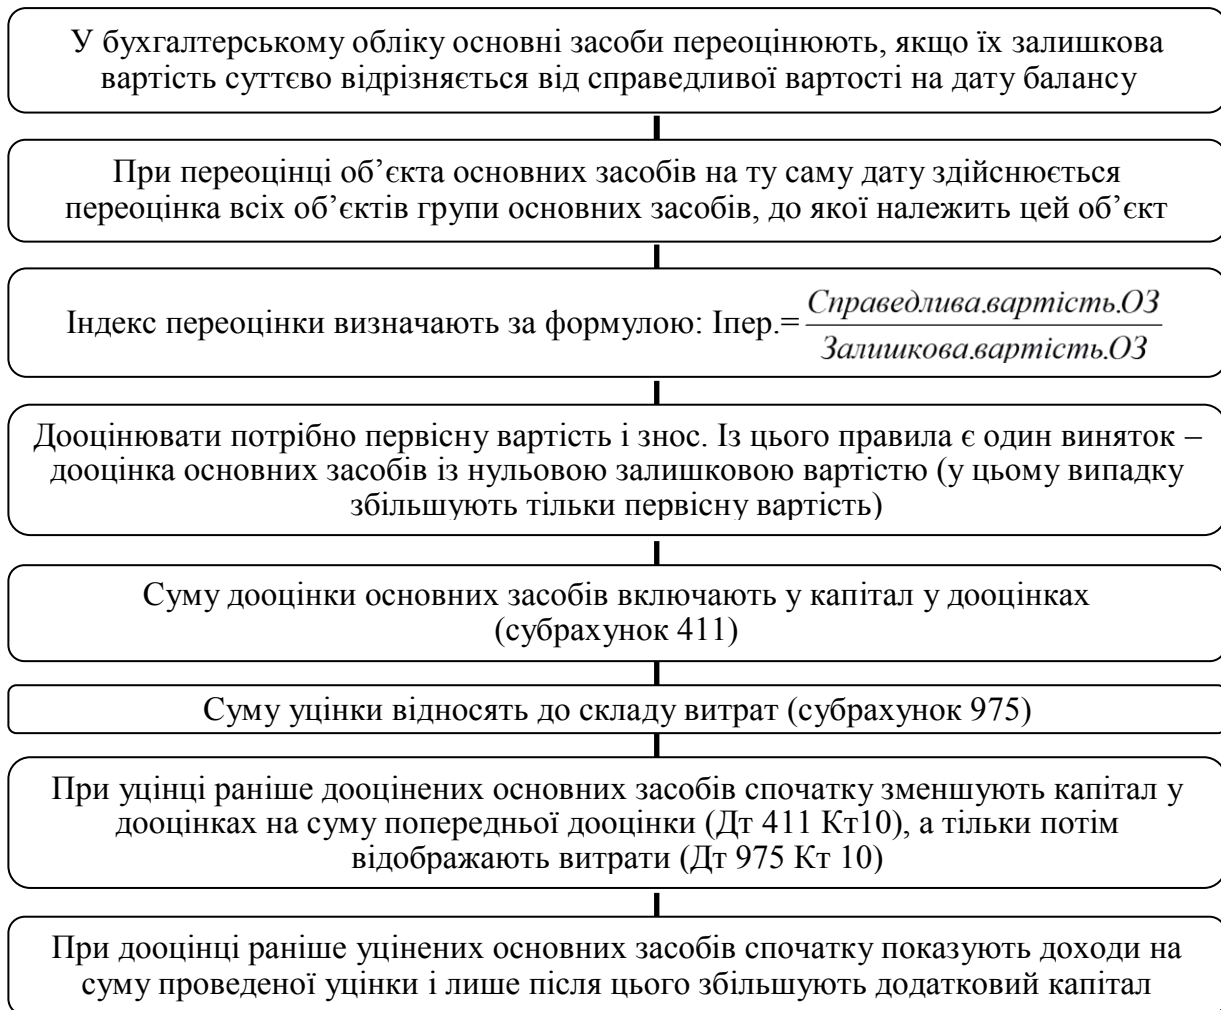 У бухгалтерському обліку основні засоби переоцінюють, якщо їх залишкова
вартість суттєво відрізняється від справедливої вартості на дату балансу
При переоцінці об’єкта основних засобів на ту саму дату здійснюється
переоцінка всіх об’єктів групи основних засобів, до якої належить цей об’єкт
Індекс переоцінки визначають за формулою: Іпер.= Справедлива.вартість.ОЗ
Залишкова.вартість.ОЗ
Дооцінювати потрібно первісну вартість і знос. Із цього правила є один виняток –
дооцінка основних засобів із нульовою залишковою вартістю (у цьому випадку
збільшують тільки первісну вартість)
Суму дооцінки основних засобів включають у капітал у дооцінках
(субрахунок 411)
Суму уцінки відносять до складу витрат (субрахунок 975)
При уцінці раніше дооцінених основних засобів спочатку зменшують капітал у
дооцінках на суму попередньої дооцінки (Дт 411 Кт10), а тільки потім
відображають витрати (Дт 975 Кт 10)
При дооцінці раніше уцінених основних засобів спочатку показують доходи на
суму проведеної уцінки і лише після цього збільшують додатковий капітал